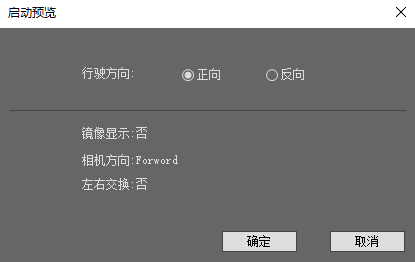 启动预览
行驶方向: 正向 反向
镜像显示:否
相机方向:Forword
左右交换:否
确定 取消